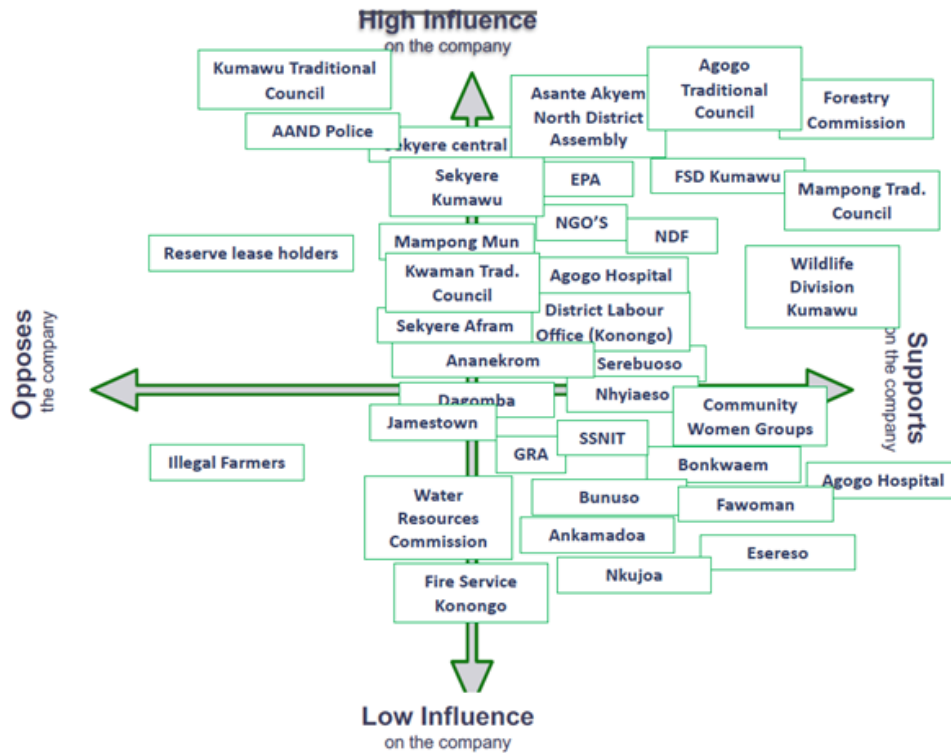 High Influence
on the company
Kumawu Traditional
Council
AAND Police
Sekyere central
Asante Akyem
North District
Assembly
Agogo
Traditional
Council
Forestry
Commission
Sekyere
Kumawu
EPA
FSD Kumawu
Mampong Trad.
Council
NGO'S
NDF
Mampong Mun
Reserve lease holders
Kwaman Trad.
Council
Agogo Hospital
Wildlife
Division
Kumawu
Sekyere Afram
District Labour
Office (Konongo)
Ananekrom
Serebuoso
Opposes
the company
Supports
on the company
Dagomba
Nhyiaeso
Community
Women Groups
Jamestown
SSNIT
GRA
Illegal Farmers
Bonkwaem
Agogo Hospital
Water
Resources
Commission
Bunuso
Fawoman
Ankamadoa
Esereso
Fire Service
Konongo
Nkujoa
Low Influence
on the company